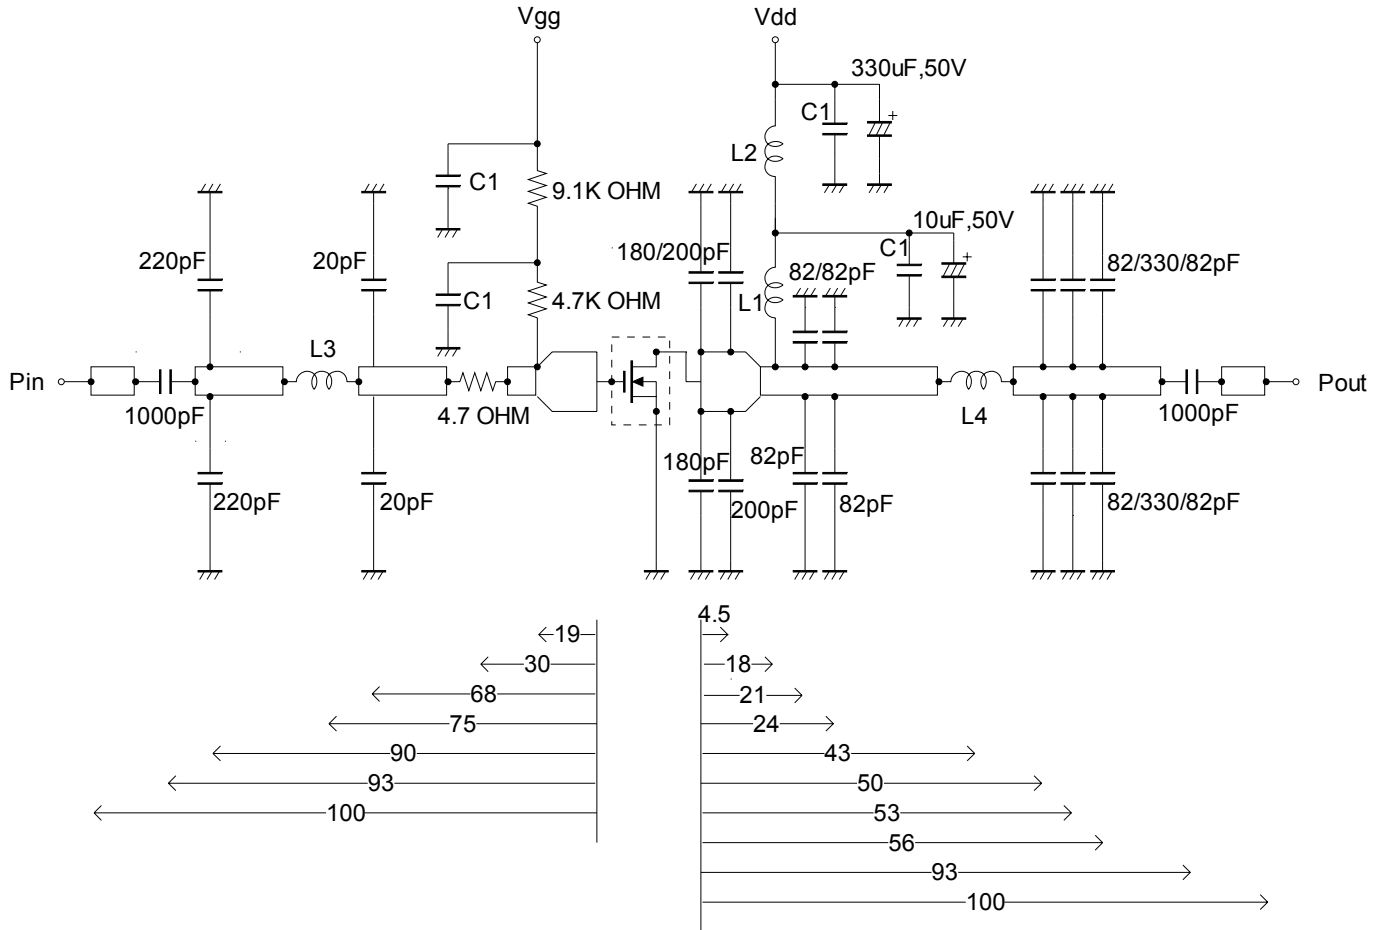 Vgg
Vdd
330uF,50V
C1
L2
C1
9.1K OHM
10uF,50V
C1
220pF
20pF
180/200pF
82/82pF
82/330/82pF
C1
4.7K OHM
L1
L3
Pin
Pout
1000pF
4.7 OHM
L4
1000pF
180pF
82pF
220pF
20pF
200pF
82pF
82/330/82pF
4.5
19
30
18
68
21
75
24
90
43
93
50
100
53
56
93
100